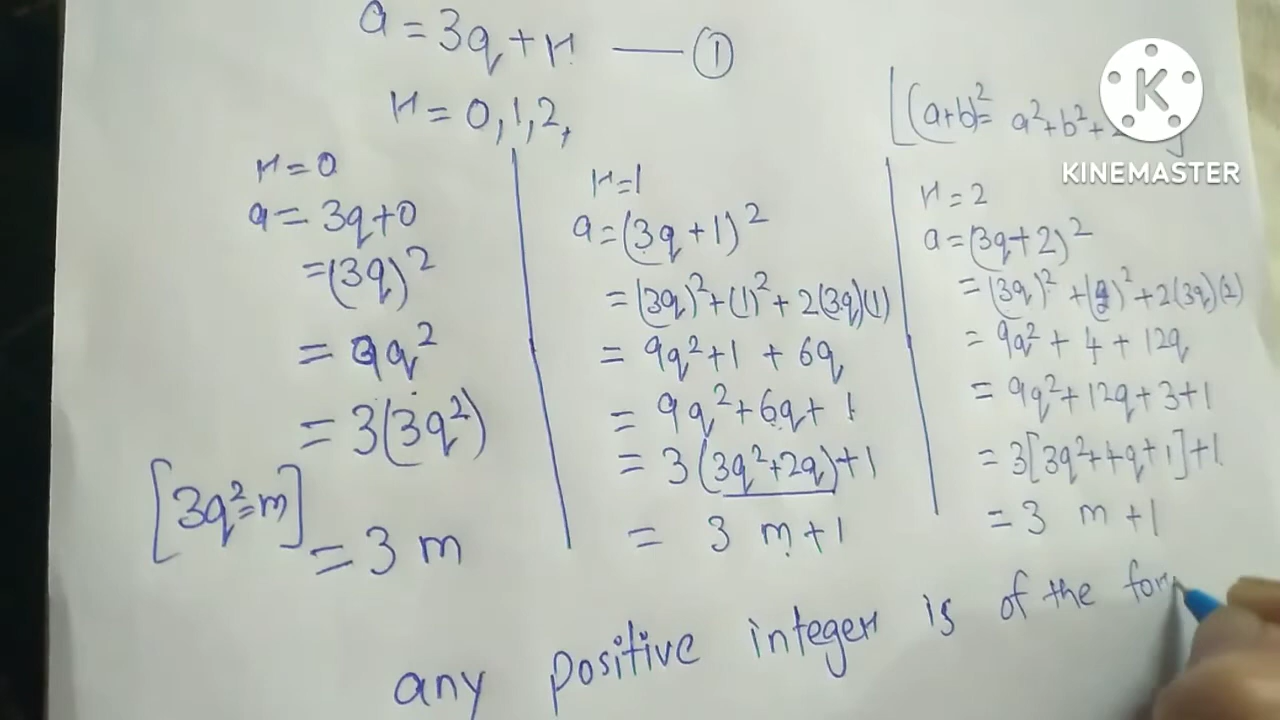 a = 3q + r — ①
r = 0, 1, 2,
[(a+b)² = a² + b² +
KINEMASTER
r = 0
a = 3q + 0
= (3q)²
= 9q²
= 3(3q²)
[3q² = m]
= 3 m
r = 1
a = (3q + 1)²
= (3q)² + (1)² + 2(3q)(1)
= 9q² + 1 + 6q
= 9q² + 6q + 1
= 3(3q² + 2q) + 1
= 3 m + 1
r = 2
a = (3q + 2)²
= (3q)² + (2)² + 2(3q)(2)
= 9q² + 4 + 12q
= 9q² + 12q + 3 + 1
= 3[3q² + 4q + 1] + 1
= 3 m + 1
any positive integer is of the for